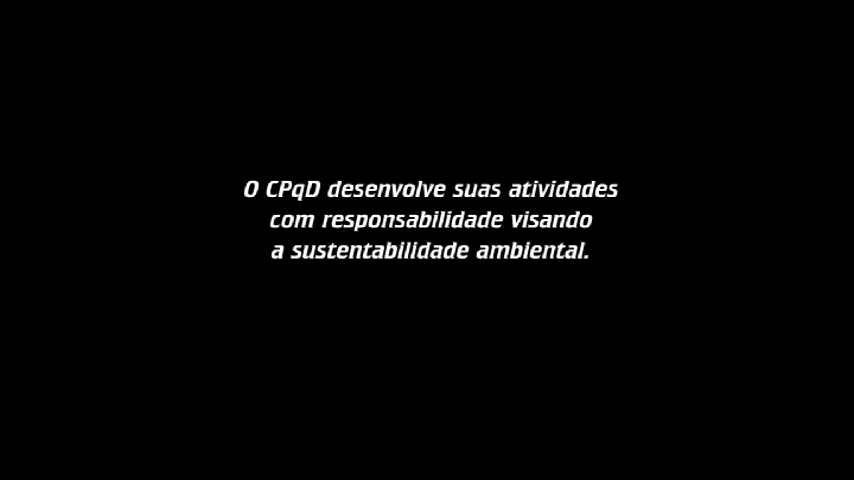 O CPqD desenvolve suas atividades
com responsabilidade visando
a sustentabilidade ambiental.